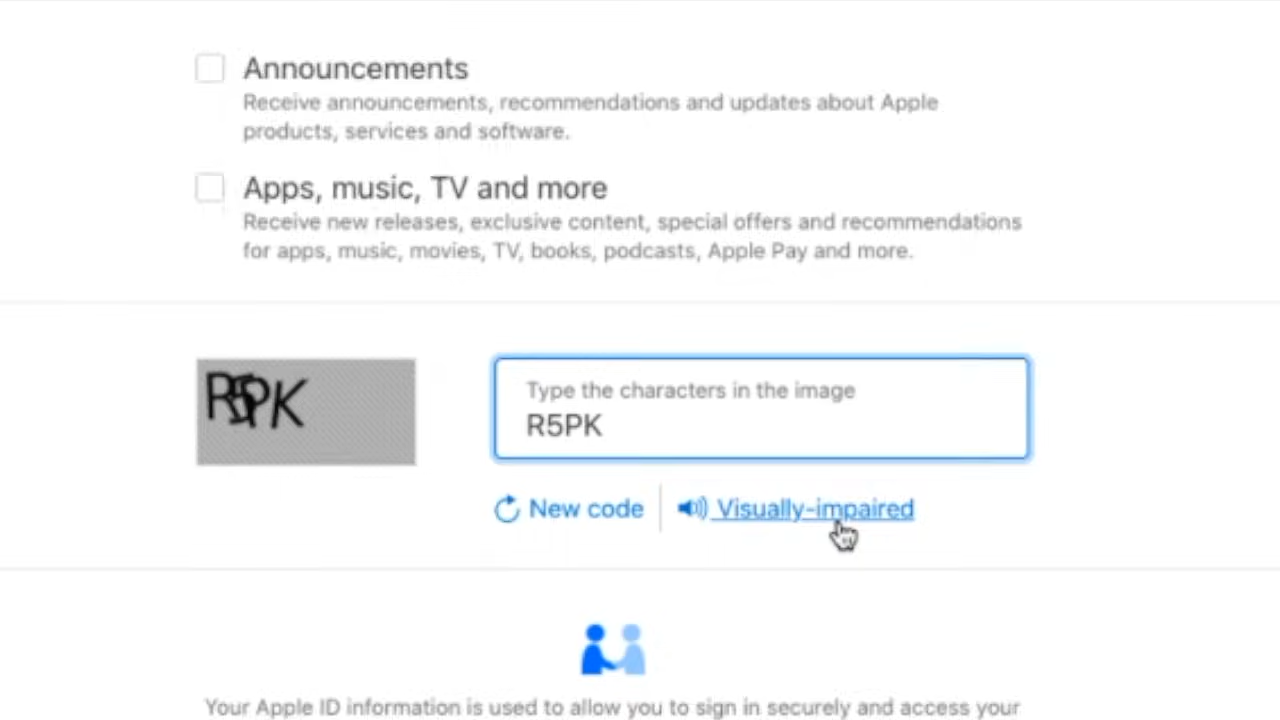 Announcements
Receive announcements, recommendations and updates about Apple
products, services and software.
Apps, music, TV and more
Receive new releases, exclusive content, special offers and recommendations
for apps, music, movies, TV, books, podcasts, Apple Pay and more.
R5PK
Type the characters in the image
R5PK
New code
Visually-impaired
Your Apple ID information is used to allow you to sign in securely and access your